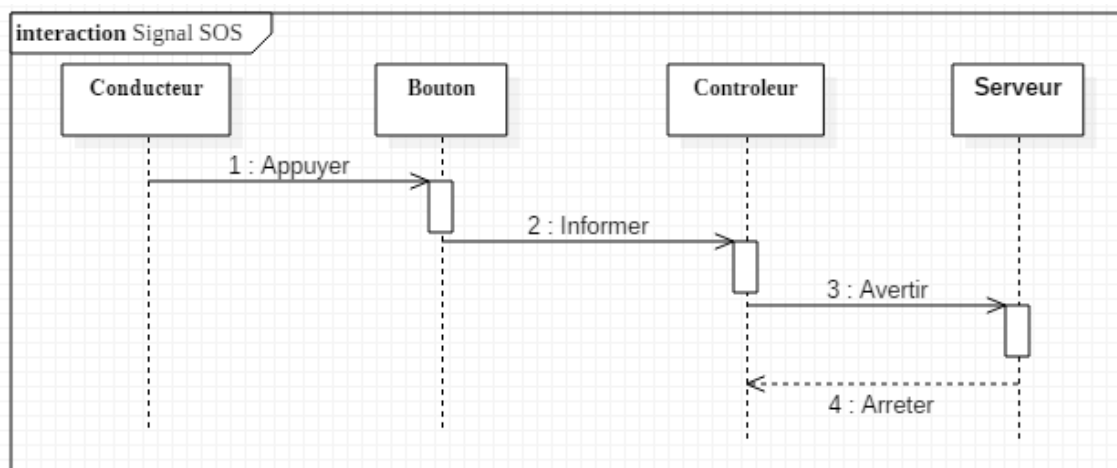 interaction Signal SOS
Conducteur
Bouton
Controleur
Serveur
1 : Appuyer
2 : Informer
3 : Avertir
4 : Arreter